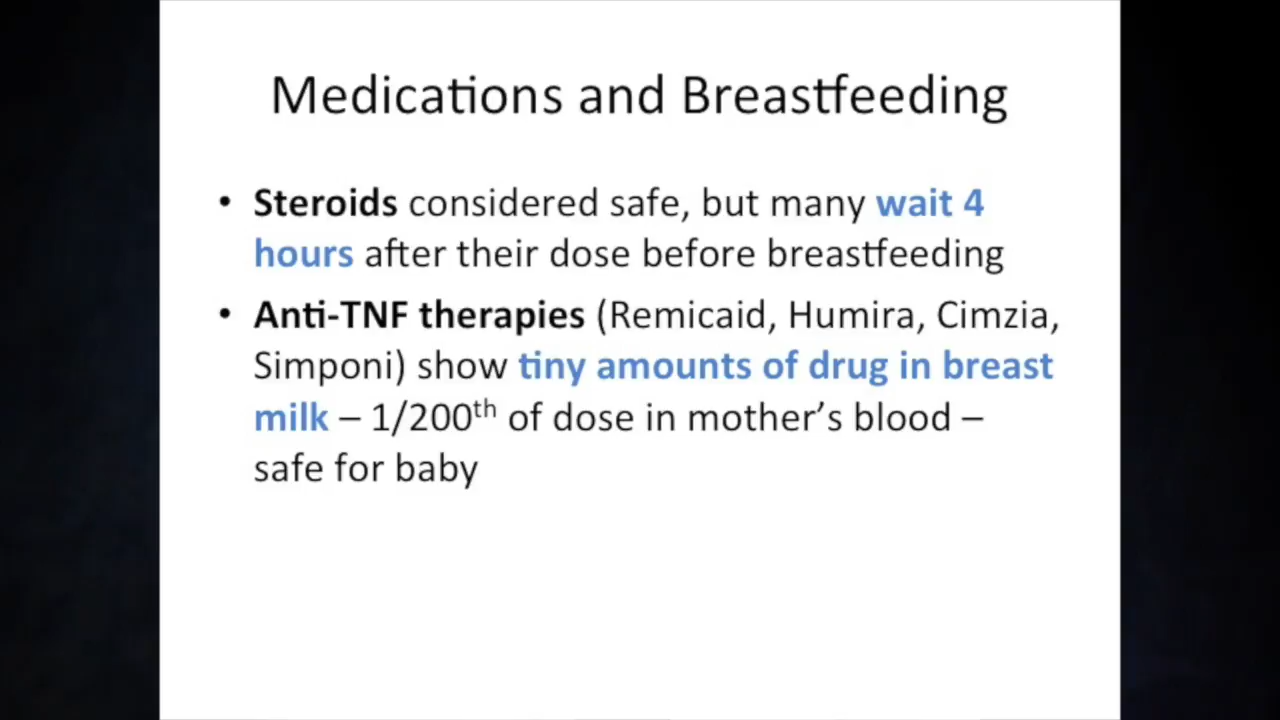 Medications and Breastfeeding
• Steroids considered safe, but many wait 4
hours after their dose before breastfeeding
• Anti-TNF therapies (Remicaid, Humira, Cimzia,
Simponi) show tiny amounts of drug in breast
milk – 1/200th of dose in mother’s blood –
safe for baby